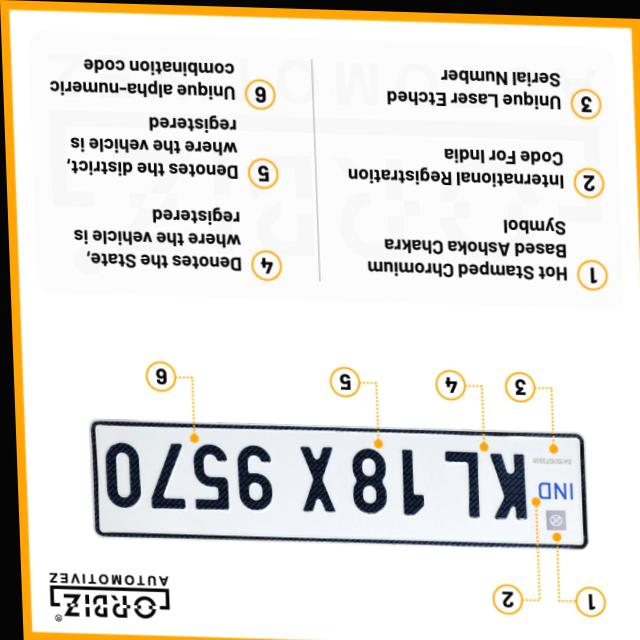 ORBIZ®
AUTOMOTIVEZ
1
2
IND
KL 18 X 9570
3
4
5
6
1 Hot Stamped Chromium
Based Ashoka Chakra
Symbol
2 International Registration
Code For India
3 Unique Laser Etched
Serial Number
4 Denotes the State,
where the vehicle is
registered
5 Denotes the district,
where the vehicle is
registered
6 Unique alpha-numeric
combination code